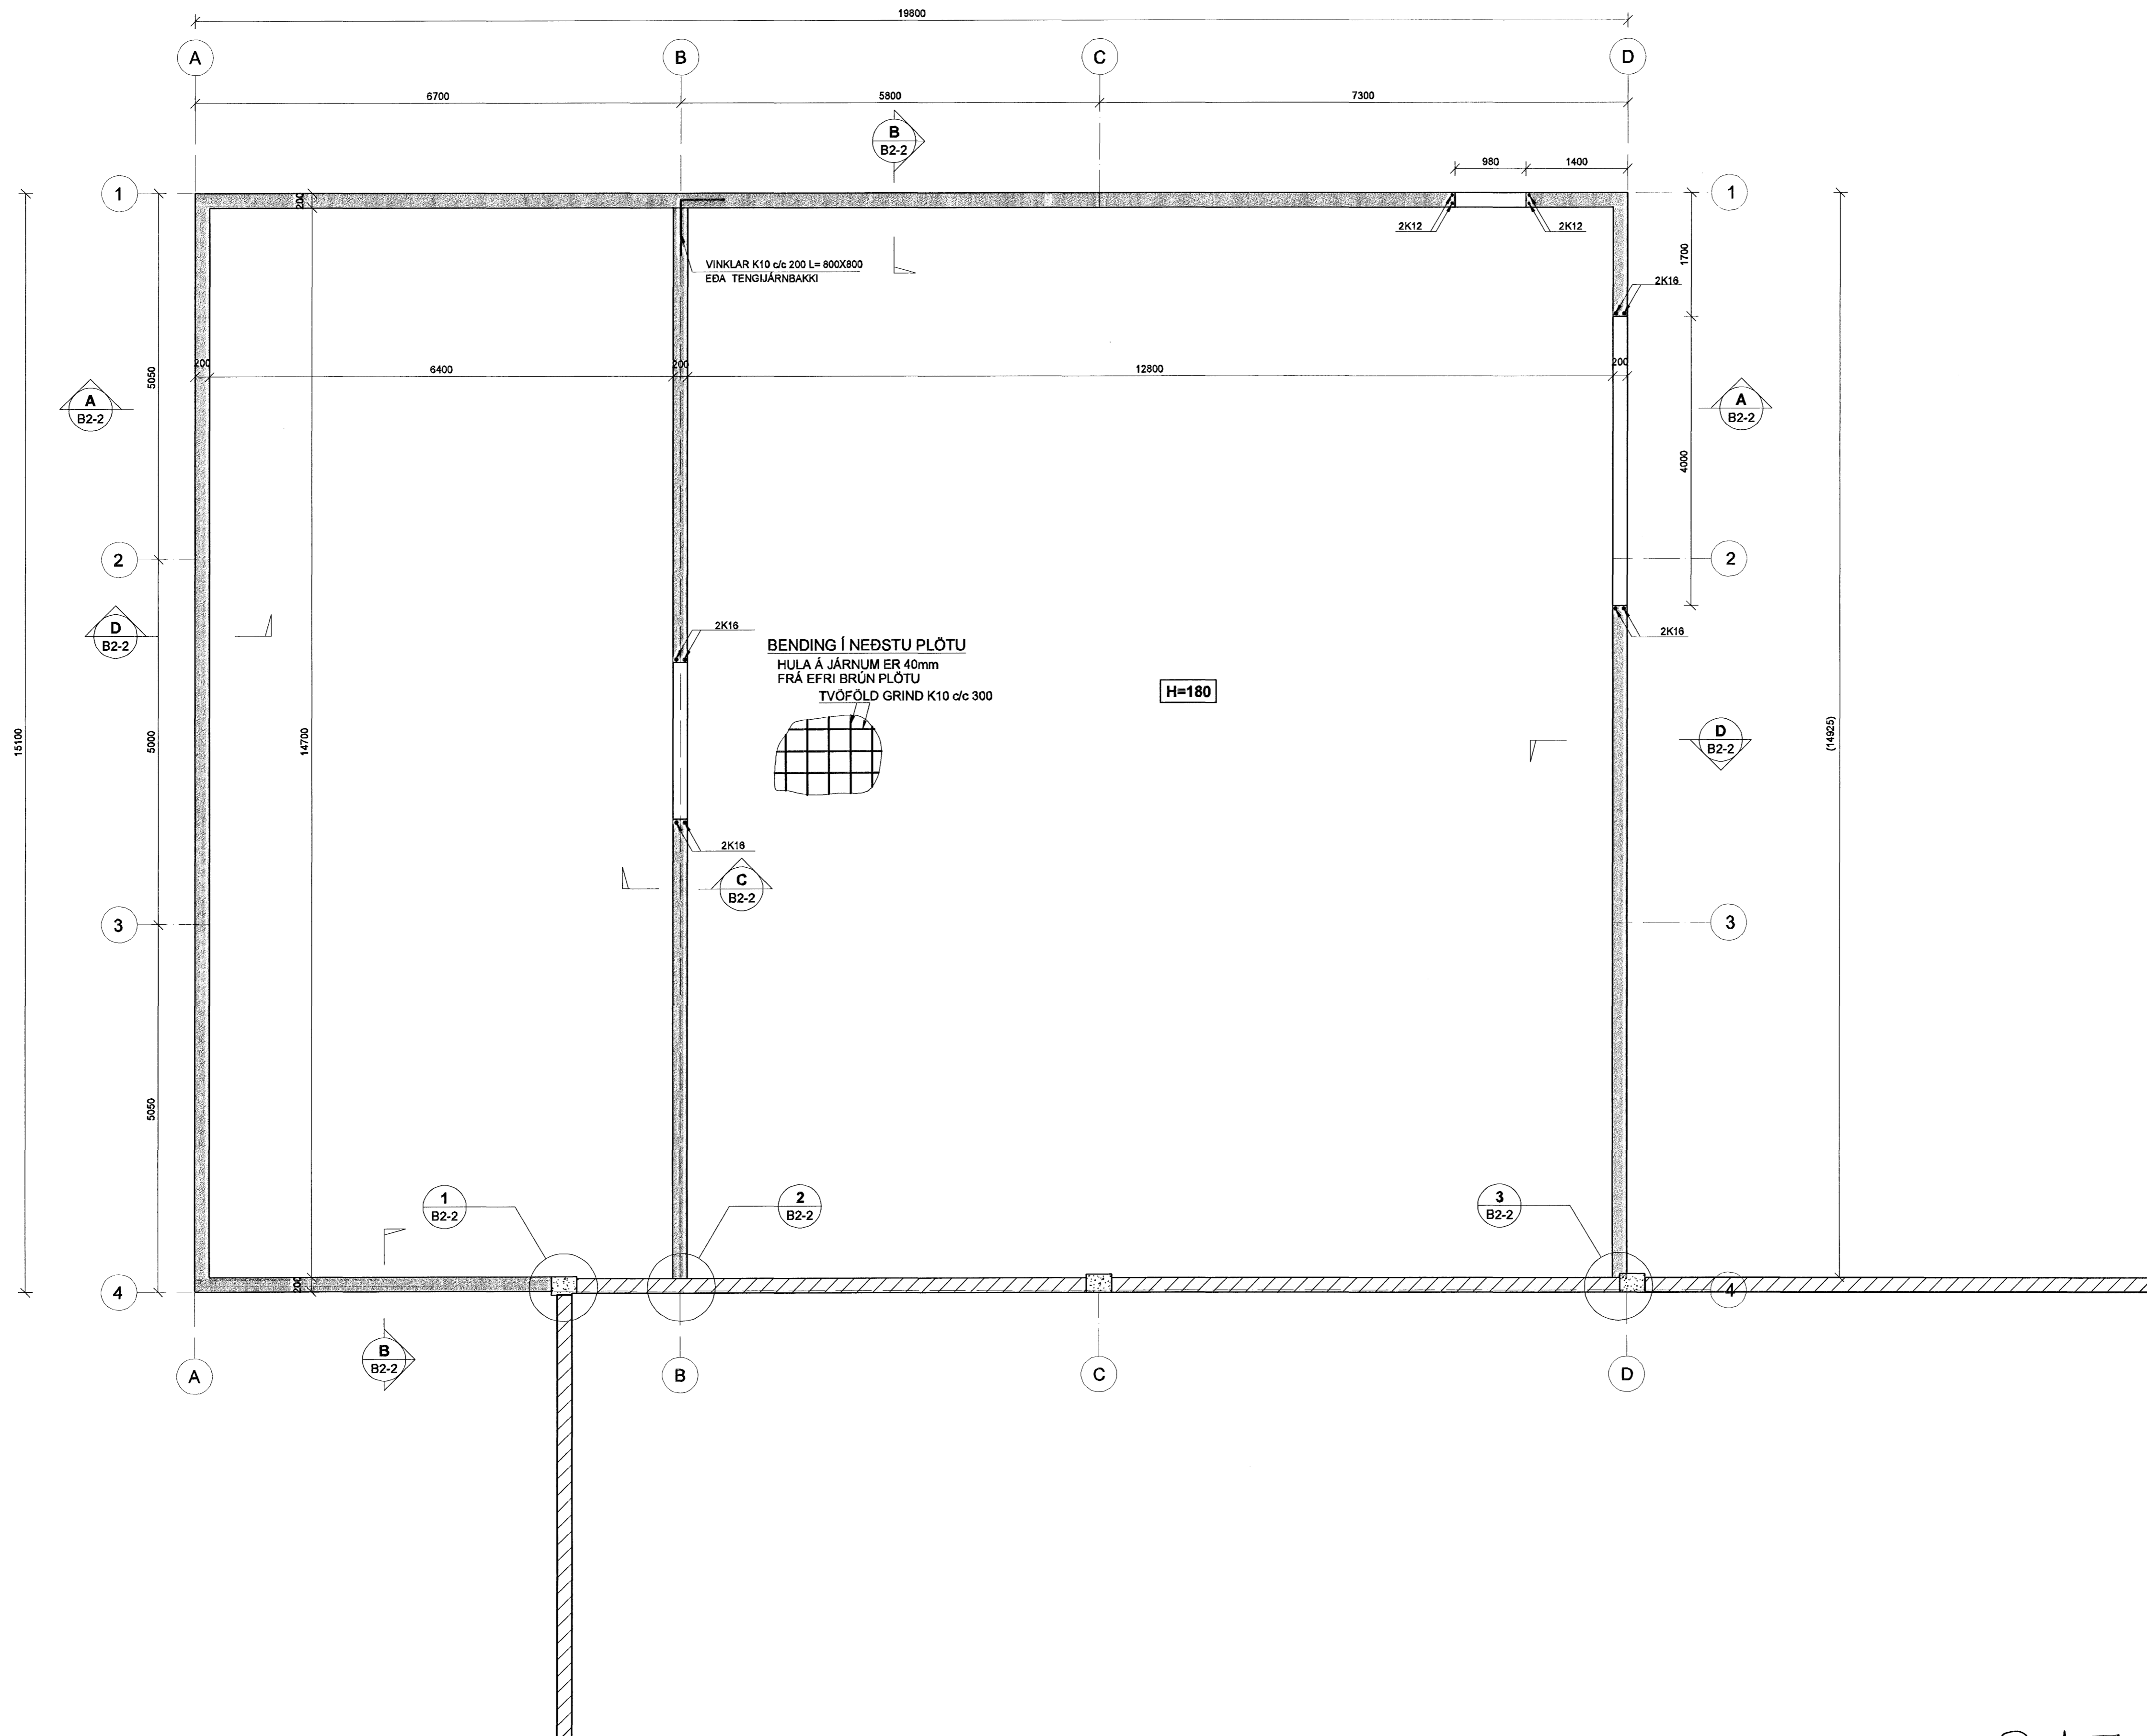 19800
A
B
C
D
6700
5800
7300
B
B2-2
980
1400
1
1
200
2K12
2K12
1700
VINKLAR K10 c/c 200 L= 800X800
EÐA TENGIJÁRNBAKKI
2K16
200
6400
200
12800
200
5050
A
B2-2
A
B2-2
4000
2
2
D
B2-2
2K16
2K16
BENDING Í NEÐSTU PLÖTU
HULA Á JÁRNUM ER 40mm
FRÁ EFRI BRÚN PLÖTU
TVÖFÖLD GRIND K10 c/c 300
H=180
15100
5000
14700
D
B2-2
(14925)
2K16
C
B2-2
3
3
5050
1
B2-2
2
B2-2
3
B2-2
200
4
4
B
B2-2
A
B
C
D